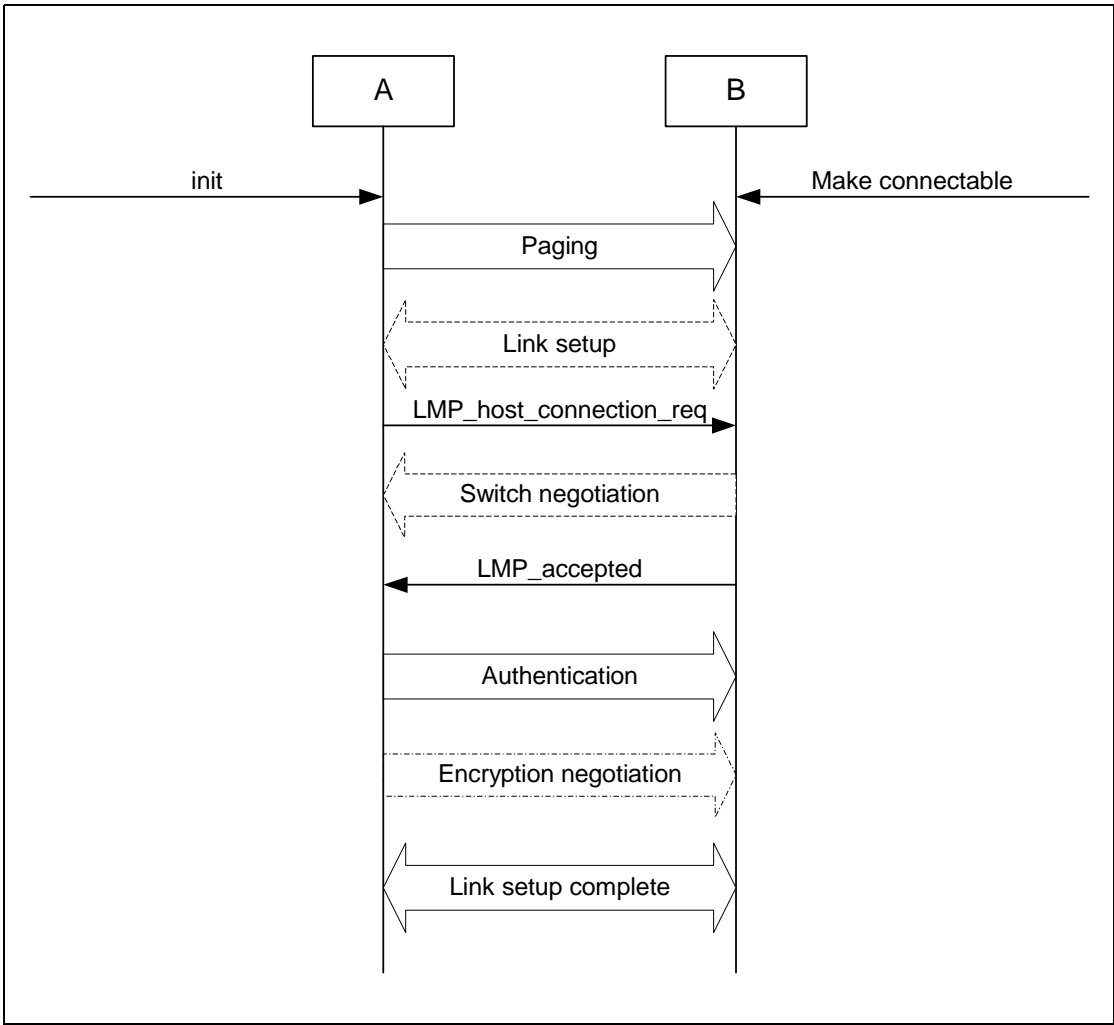 A
B
init
Make connectable
Paging
Link setup
LMP_host_connection_req
Switch negotiation
LMP_accepted
Authentication
Encryption negotiation
Link setup complete